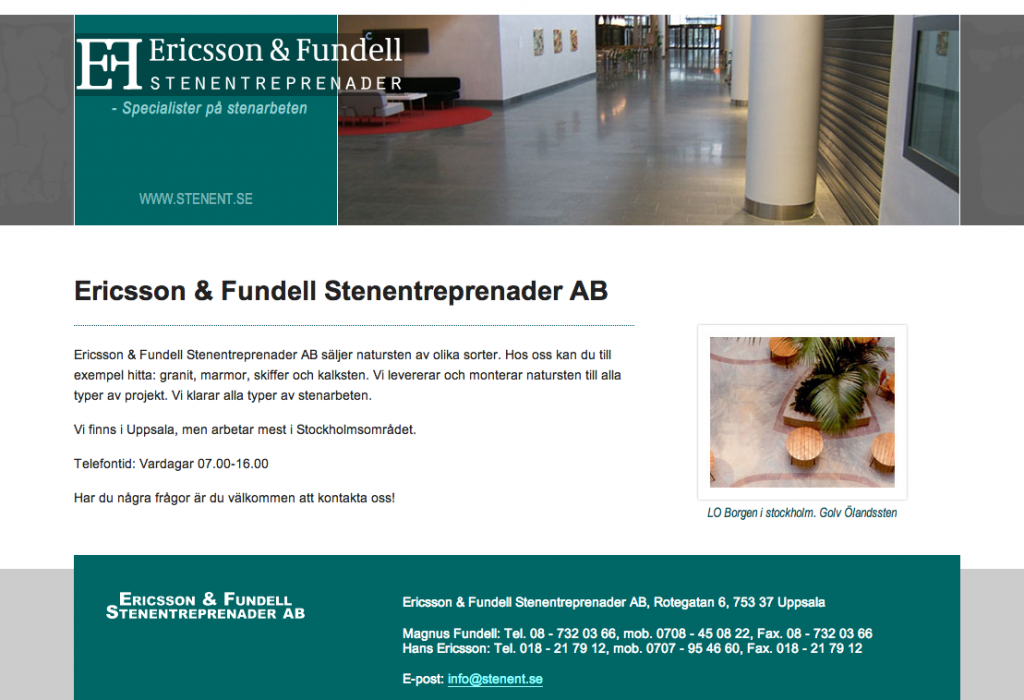 Ericsson & Fundell
STENENTREPRENADER
- Specialister på stenarbeten
WWW.STENENT.SE
Ericsson & Fundell Stenentreprenader AB
Ericsson & Fundell Stenentreprenader AB säljer natursten av olika sorter. Hos oss kan du till
exempel hitta: granit, marmor, skiffer och kalksten. Vi levererar och monterar natursten till alla
typer av projekt. Vi klarar alla typer av stenarbeten.
Vi finns i Uppsala, men arbetar mest i Stockholmsområdet.
Telefontid: Vardagar 07.00-16.00
Har du några frågor är du välkommen att kontakta oss!
LO Borgen i stockholm. Golv Ölandssten
ERICSSON & FUNDELL
STENENTREPRENADER AB
Ericsson & Fundell Stenentreprenader AB, Rotegatan 6, 753 37 Uppsala
Magnus Fundell: Tel. 08 - 732 03 66, mob. 0708 - 45 08 22, Fax. 08 - 732 03 66
Hans Ericsson: Tel. 018 - 21 79 12, mob. 0707 - 95 46 60, Fax. 018 - 21 79 12
E-post: info@stenent.se